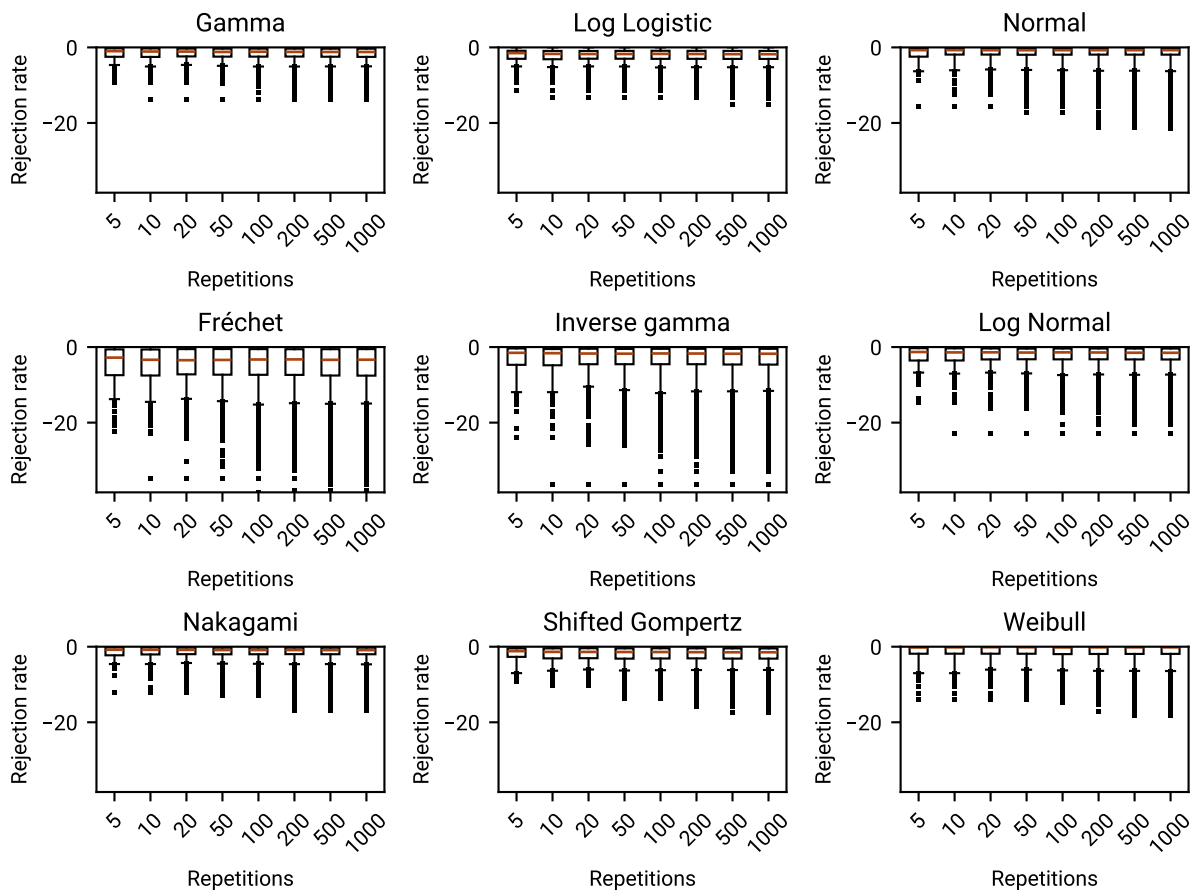 Gamma
Log Logistic
Normal
Rejection rate
0
−20
5 10 20 50 100 200 500 1000
Repetitions
Rejection rate
0
−20
5 10 20 50 100 200 500 1000
Repetitions
Rejection rate
0
−20
5 10 20 50 100 200 500 1000
Repetitions
Fréchet
Inverse gamma
Log Normal
Rejection rate
0
−20
5 10 20 50 100 200 500 1000
Repetitions
Rejection rate
0
−20
5 10 20 50 100 200 500 1000
Repetitions
Rejection rate
0
−20
5 10 20 50 100 200 500 1000
Repetitions
Nakagami
Shifted Gompertz
Weibull
Rejection rate
0
−20
5 10 20 50 100 200 500 1000
Repetitions
Rejection rate
0
−20
5 10 20 50 100 200 500 1000
Repetitions
Rejection rate
0
−20
5 10 20 50 100 200 500 1000
Repetitions